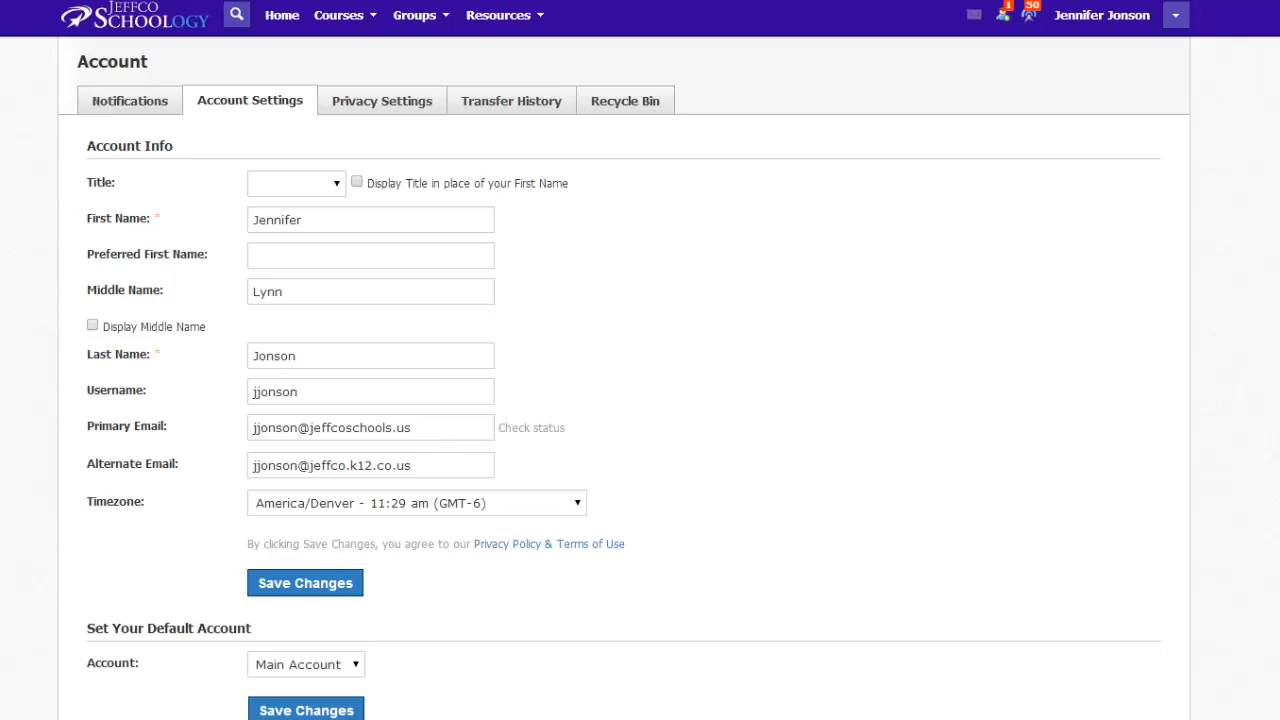 JEFFCO
SCHOOLOGY
Home Courses Groups Resources 1 50 Jennifer Jonson
Account
Notifications Account Settings Privacy Settings Transfer History Recycle Bin
Account Info
Title: Display Title in place of your First Name
First Name: * Jennifer
Preferred First Name:
Middle Name: Lynn
Display Middle Name
Last Name: * Jonson
Username: jjonson
Primary Email: jjonson@jeffcoschools.us Check status
Alternate Email: jjonson@jeffco.k12.co.us
Timezone: America/Denver - 11:29 am (GMT-6)
By clicking Save Changes, you agree to our Privacy Policy & Terms of Use
Save Changes
Set Your Default Account
Account: Main Account
Save Changes